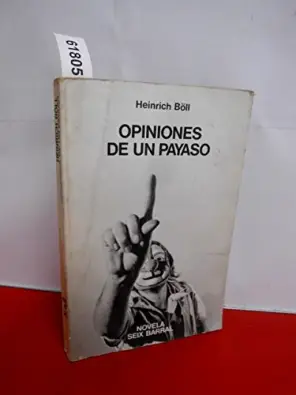 61805
Heinrich Böll
OPINIONES
DE UN PAYASO
NOVELA
SEIX BARRAL